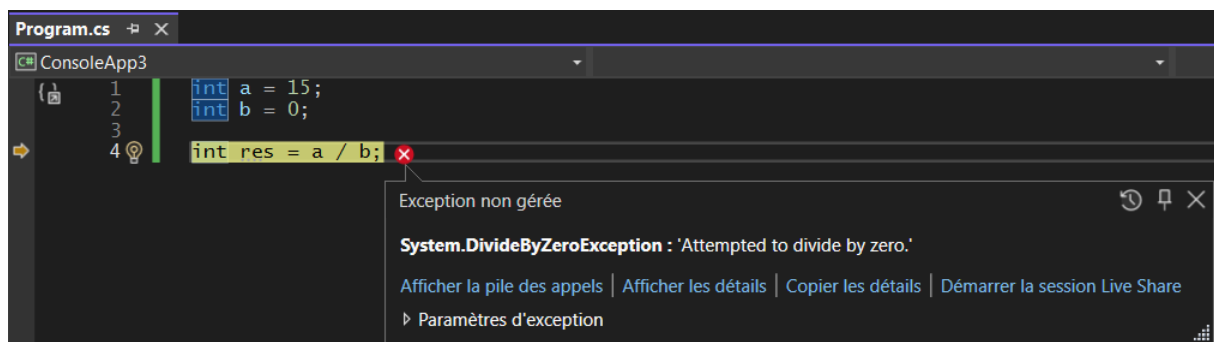 Program.cs
C# ConsoleApp3
1 int a = 15;
2 int b = 0;
3
4 int res = a / b;
Exception non gérée
System.DivideByZeroException : 'Attempted to divide by zero.'
Afficher la pile des appels | Afficher les détails | Copier les détails | Démarrer la session Live Share
Paramètres d'exception